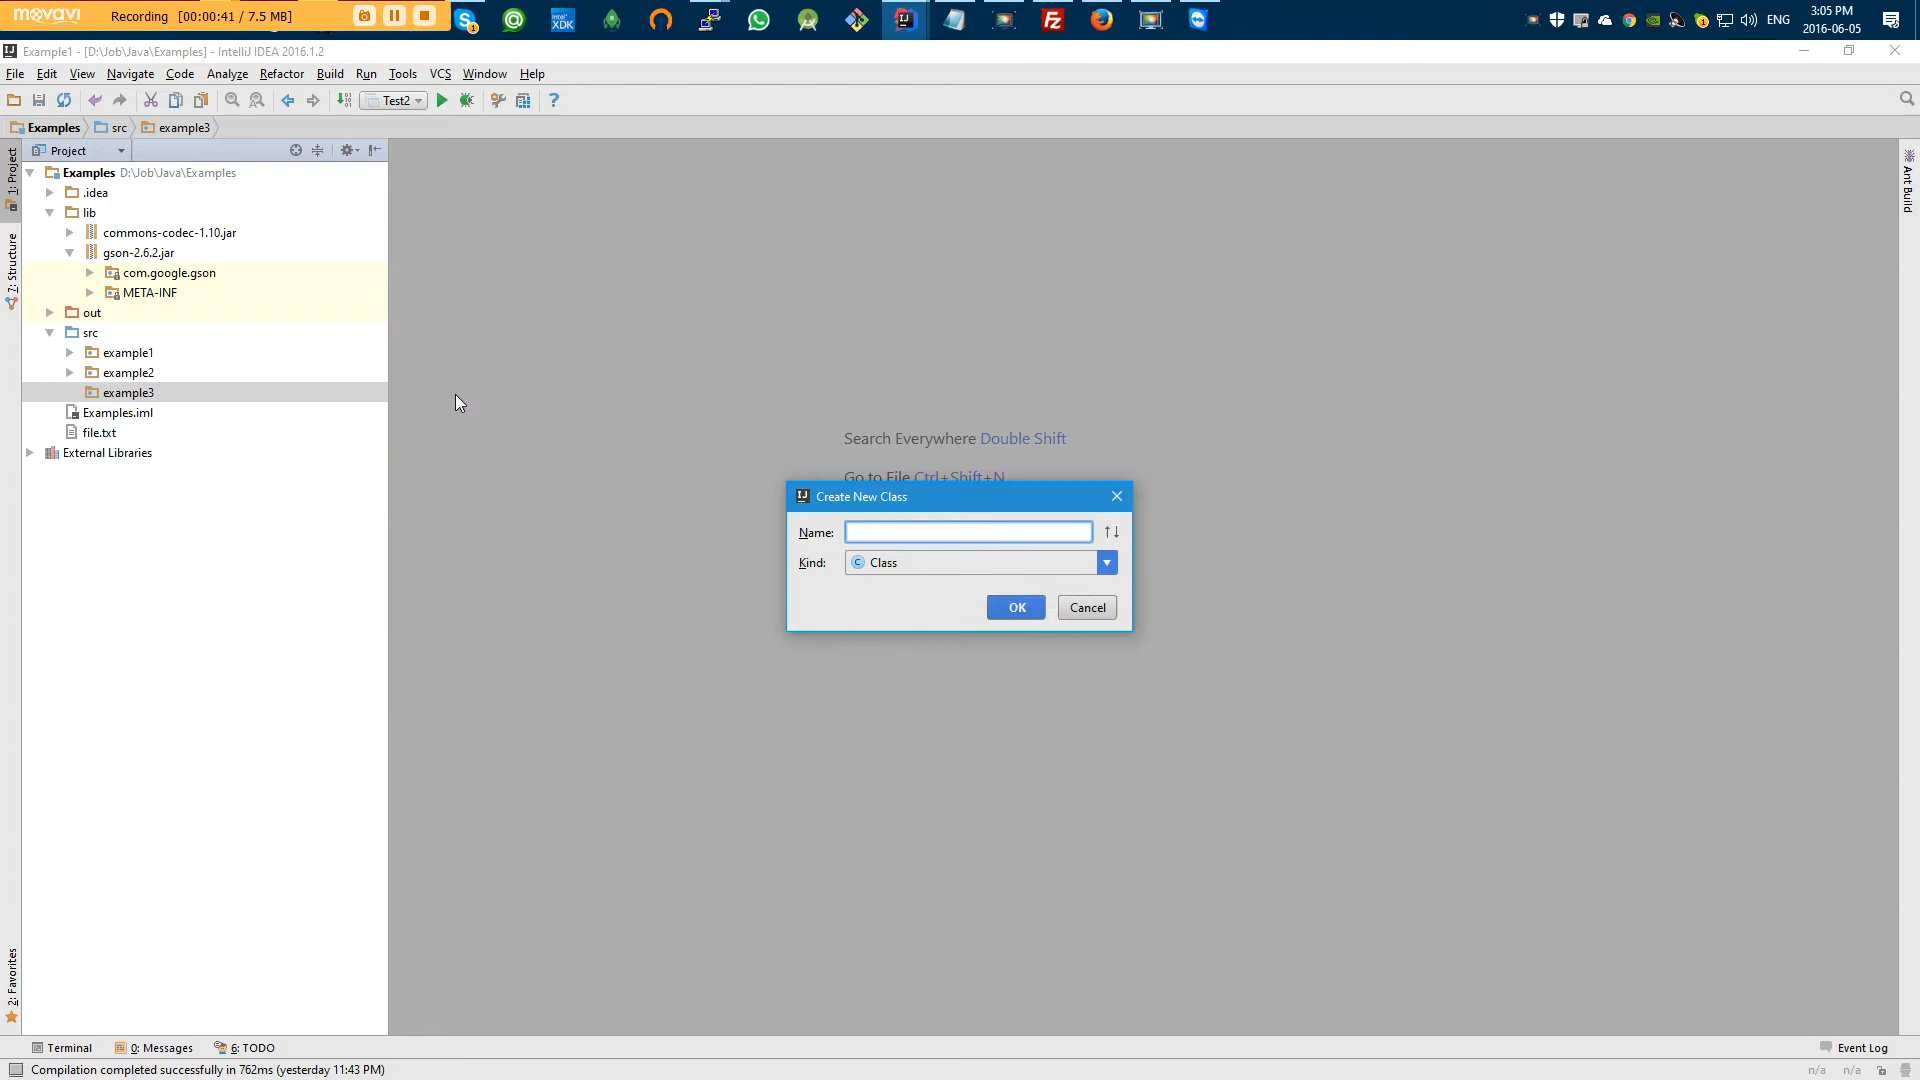 movavi
Recording [00:00:41 / 7.5 MB]
intel XDK
ENG
3:05 PM
2016-06-05
Example1 - [D:\Job\Java\Examples] - IntelliJ IDEA 2016.1.2
File Edit View Navigate Code Analyze Refactor Build Run Tools VCS Window Help
Test2
Examples src example3
Project
Examples D:\Job\Java\Examples
.idea
lib
commons-codec-1.10.jar
gson-2.6.2.jar
com.google.gson
META-INF
out
src
example1
example2
example3
Examples.iml
file.txt
External Libraries
1: Project
7: Structure
2: Favorites
Ant Build
Search Everywhere Double Shift
Go to File Ctrl+Shift+N
Create New Class
Name:
Kind: Class
OK Cancel
Terminal 0: Messages 6: TODO Event Log
Compilation completed successfully in 762ms (yesterday 11:43 PM) n/a n/a